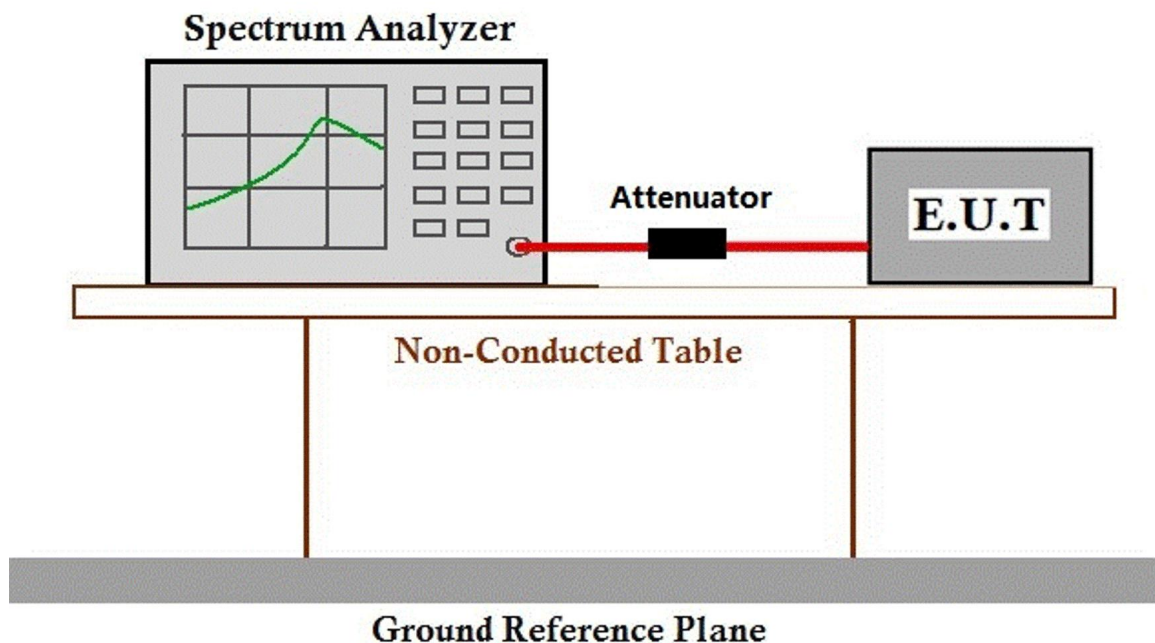 Spectrum Analyzer
Attenuator
E.U.T
Non-Conducted Table
Ground Reference Plane